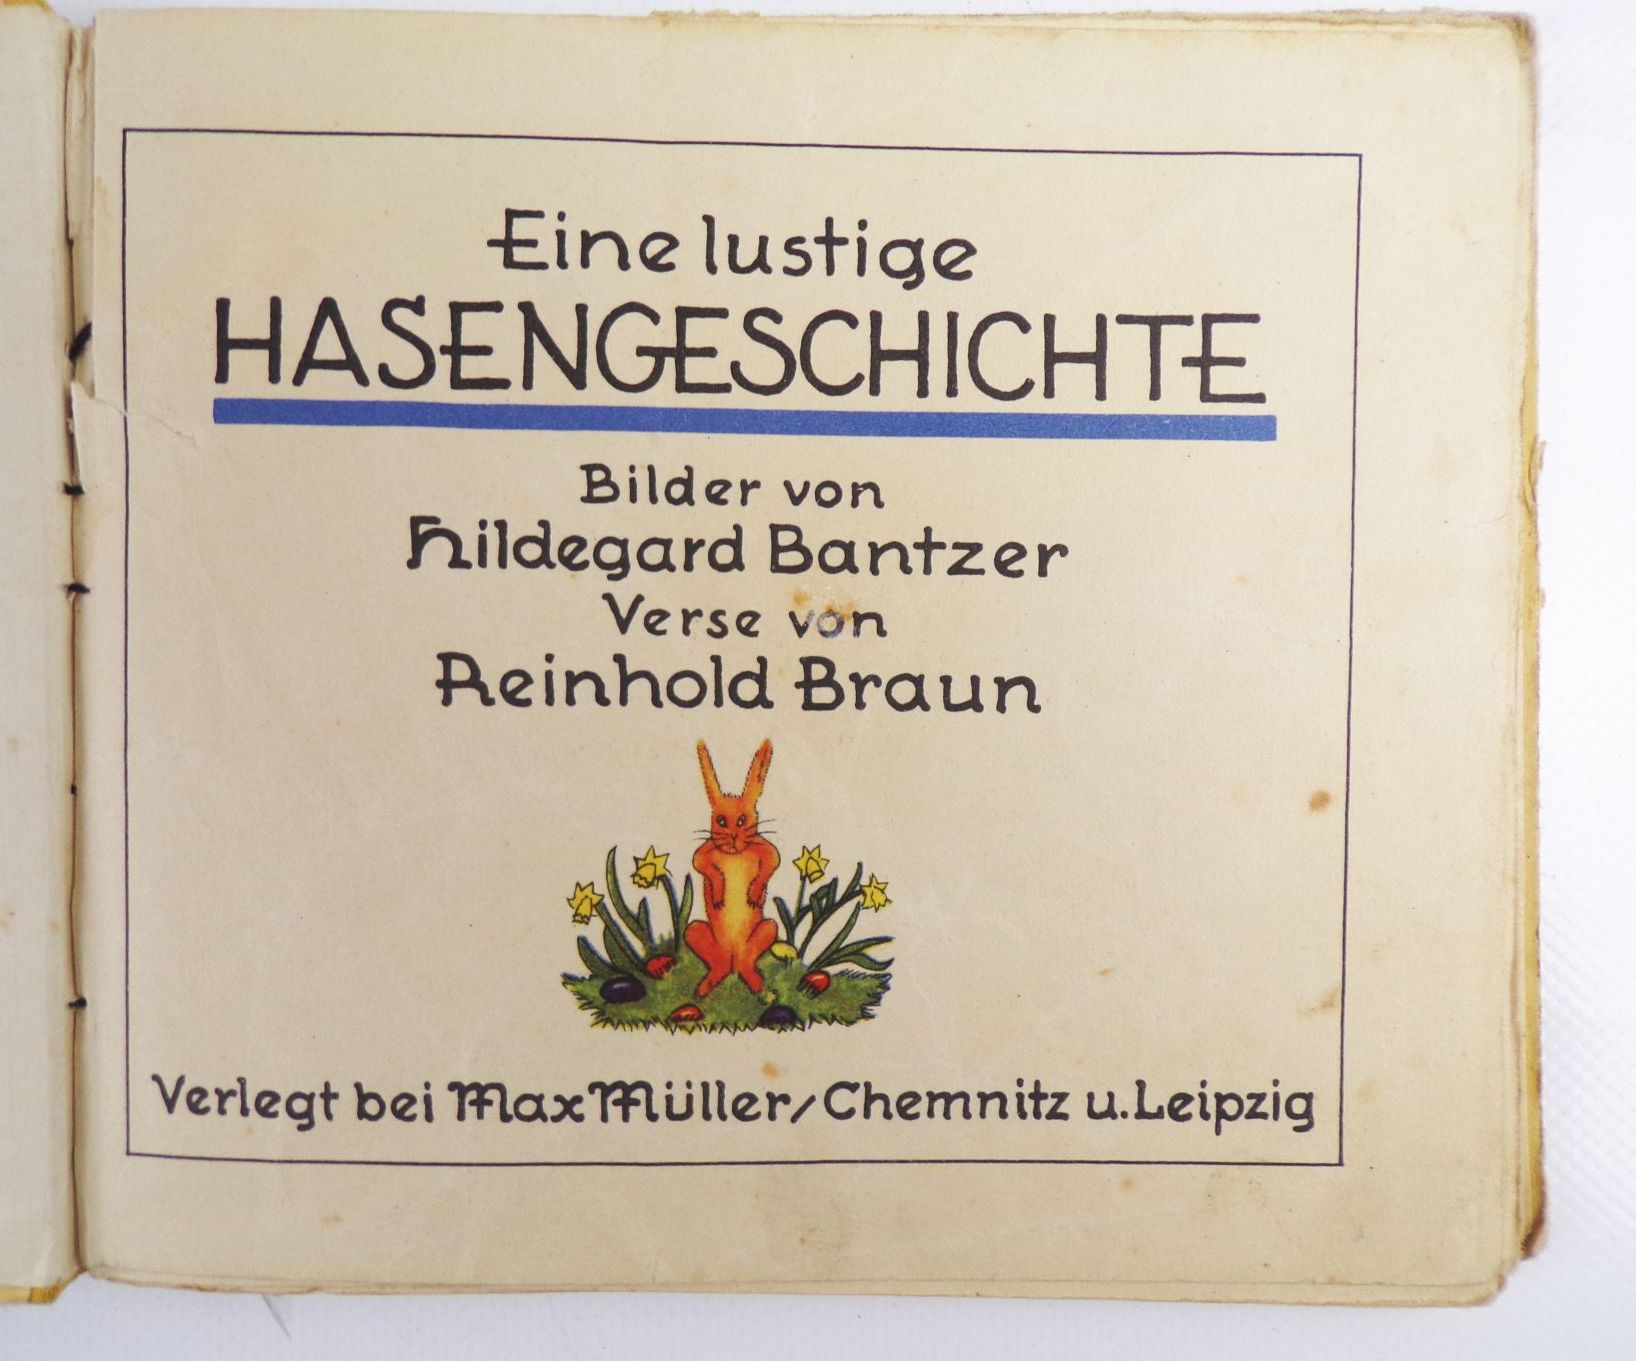 Eine lustige
HASENGESCHICHTE
Bilder von
Hildegard Bantzer
Verse von
Reinhold Braun
Verlegt bei Max Müller/Chemnitz u. Leipzig